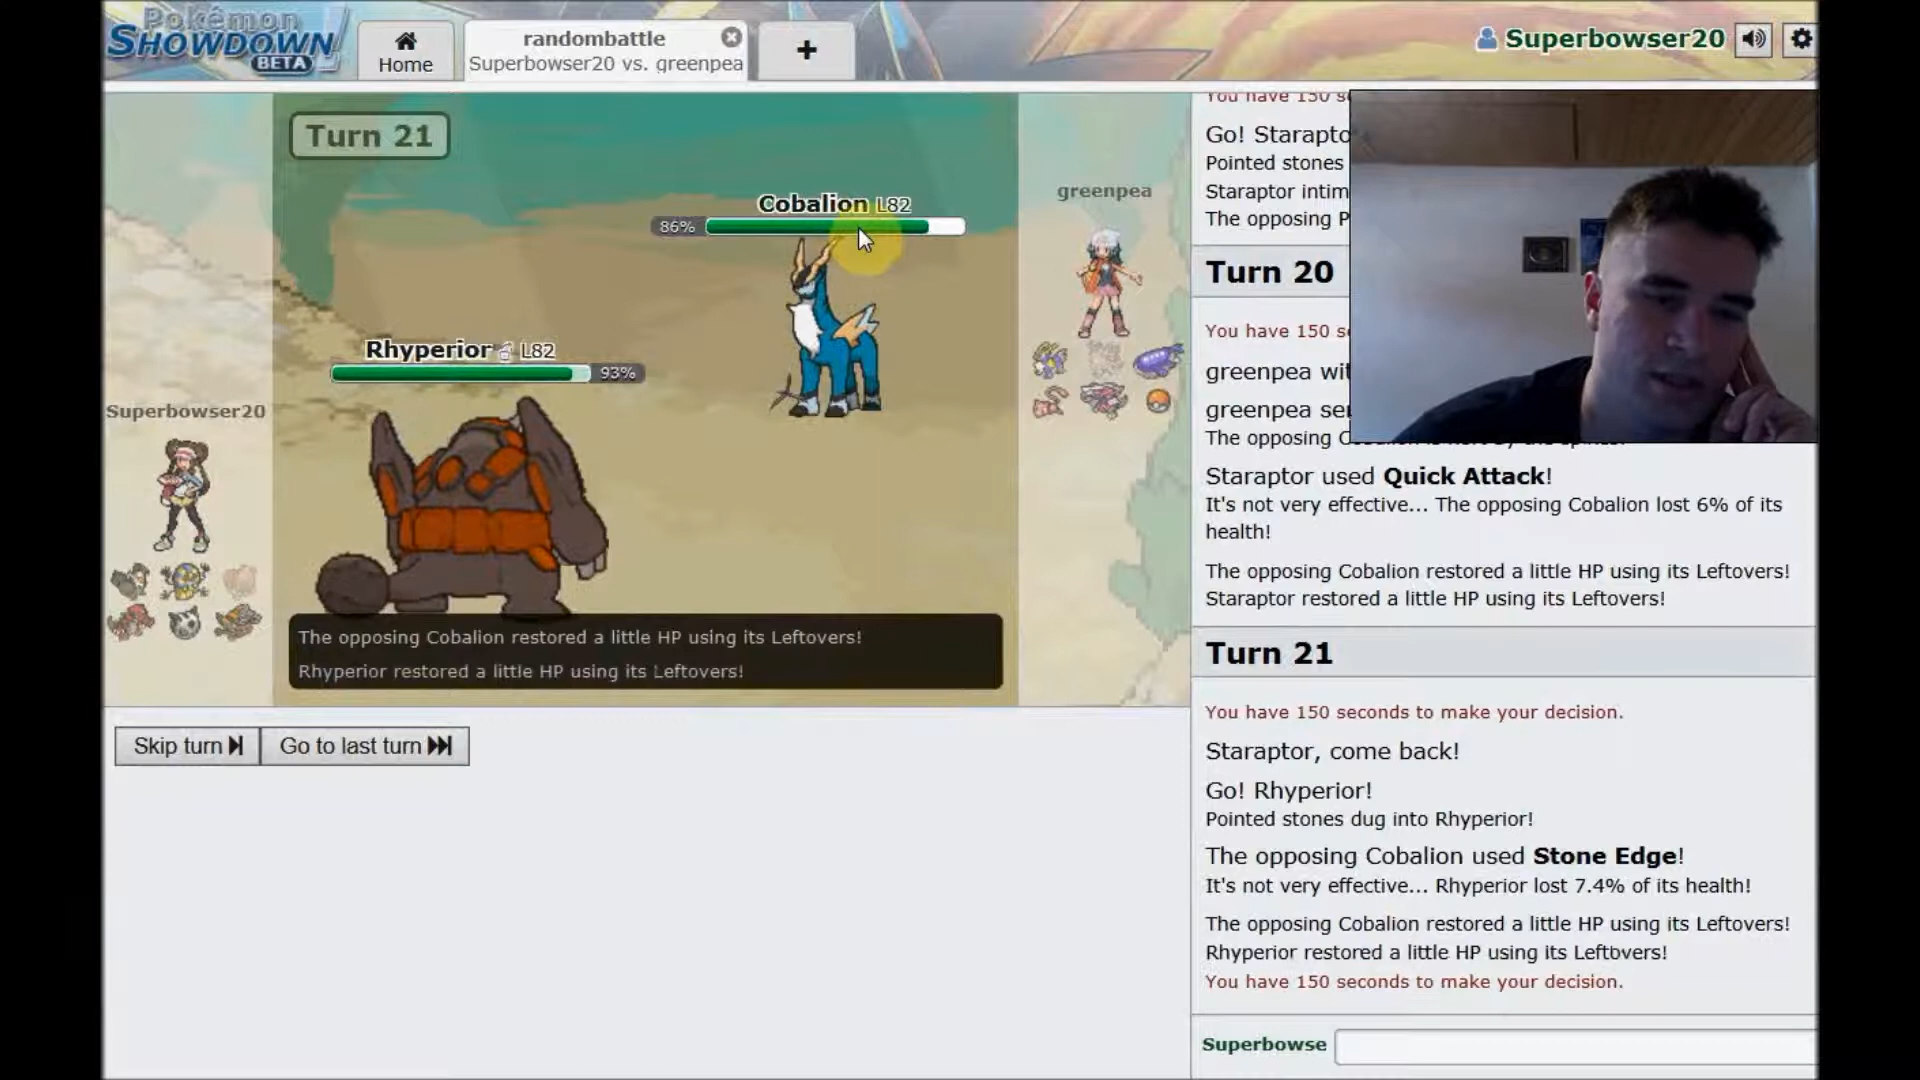 Pokémon
SHOWDOWN!
BETA
Home
randombattle
Superbowser20 vs. greenpea
Superbowser20
Turn 21
Cobalion L82
86%
Rhyperior L82
93%
greenpea
Superbowser20
The opposing Cobalion restored a little HP using its Leftovers!
Rhyperior restored a little HP using its Leftovers!
Skip turn
Go to last turn
You have 150
Go! Starapto
Pointed stones
Staraptor intim
The opposing P
Turn 20
You have 150 s
greenpea wit
greenpea ser
The opposing
Staraptor used Quick Attack!
It's not very effective... The opposing Cobalion lost 6% of its
health!
The opposing Cobalion restored a little HP using its Leftovers!
Staraptor restored a little HP using its Leftovers!
Turn 21
You have 150 seconds to make your decision.
Staraptor, come back!
Go! Rhyperior!
Pointed stones dug into Rhyperior!
The opposing Cobalion used Stone Edge!
It's not very effective... Rhyperior lost 7.4% of its health!
The opposing Cobalion restored a little HP using its Leftovers!
Rhyperior restored a little HP using its Leftovers!
You have 150 seconds to make your decision.
Superbowse